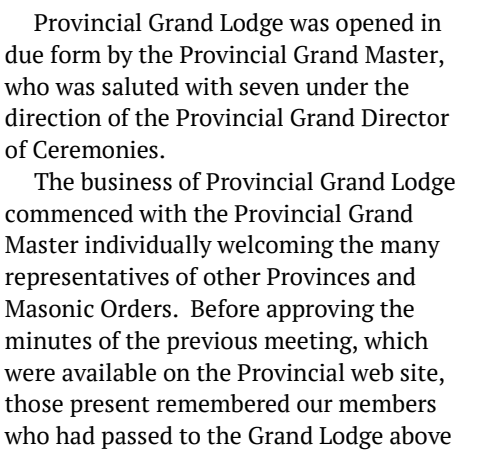 Provincial Grand Lodge was opened in
due form by the Provincial Grand Master,
who was saluted with seven under the
direction of the Provincial Grand Director
of Ceremonies.
The business of Provincial Grand Lodge
commenced with the Provincial Grand
Master individually welcoming the many
representatives of other Provinces and
Masonic Orders.  Before approving the
minutes of the previous meeting, which
were available on the Provincial web site,
those present remembered our members
who had passed to the Grand Lodge above